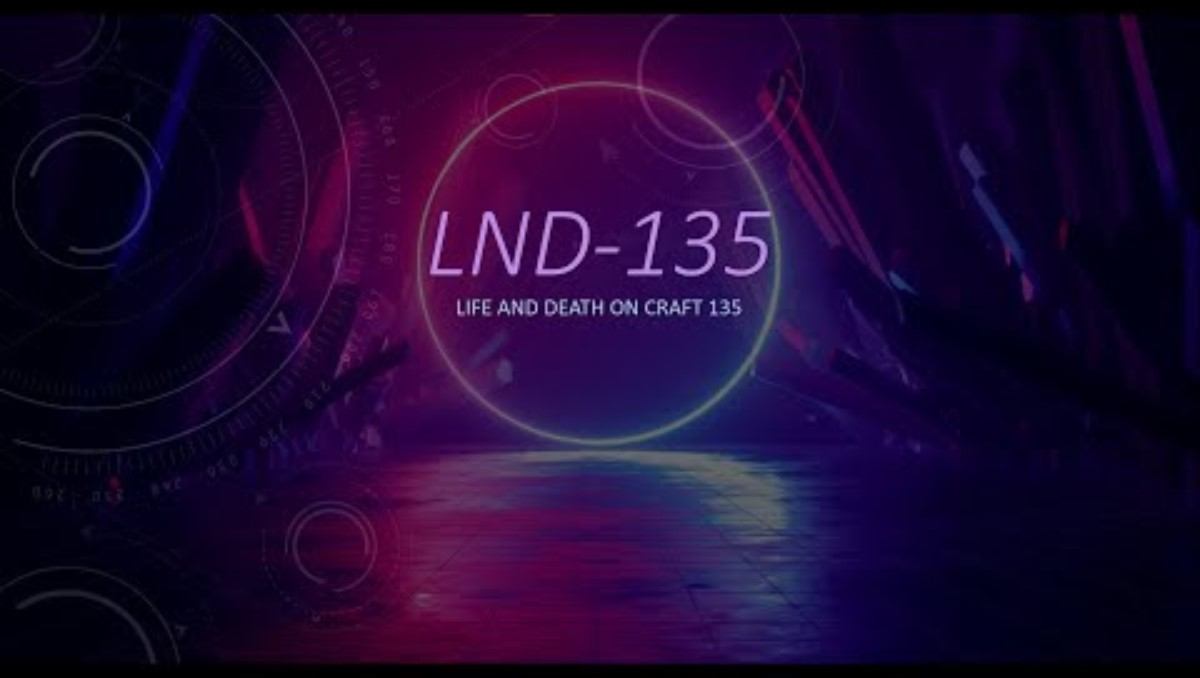 LND-135
LIFE AND DEATH ON CRAFT 135